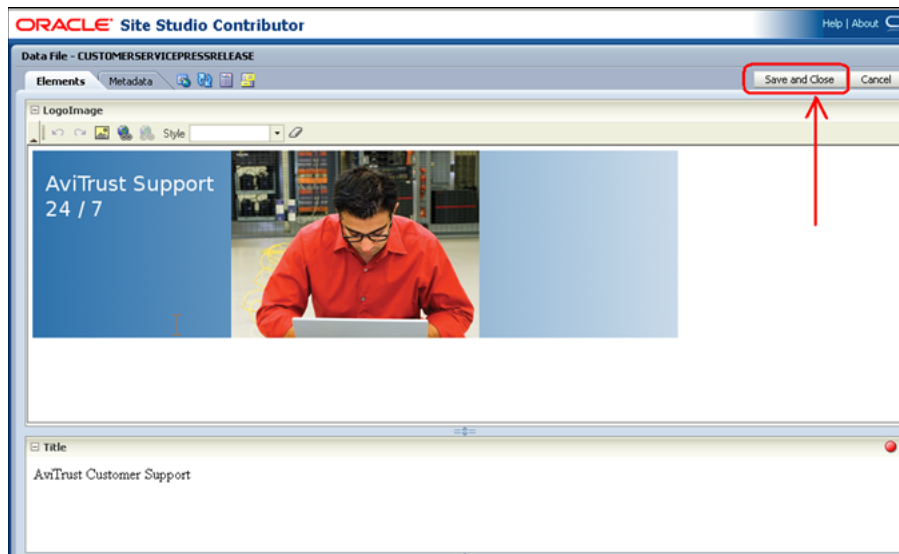 ORACLE Site Studio Contributor
Help | About
Data File - CUSTOMERSERVICEPRESSRELEASE
Elements Metadata Save and Close Cancel
LogoImage
Style
AviTrust Support
24 / 7
Title
AviTrust Customer Support